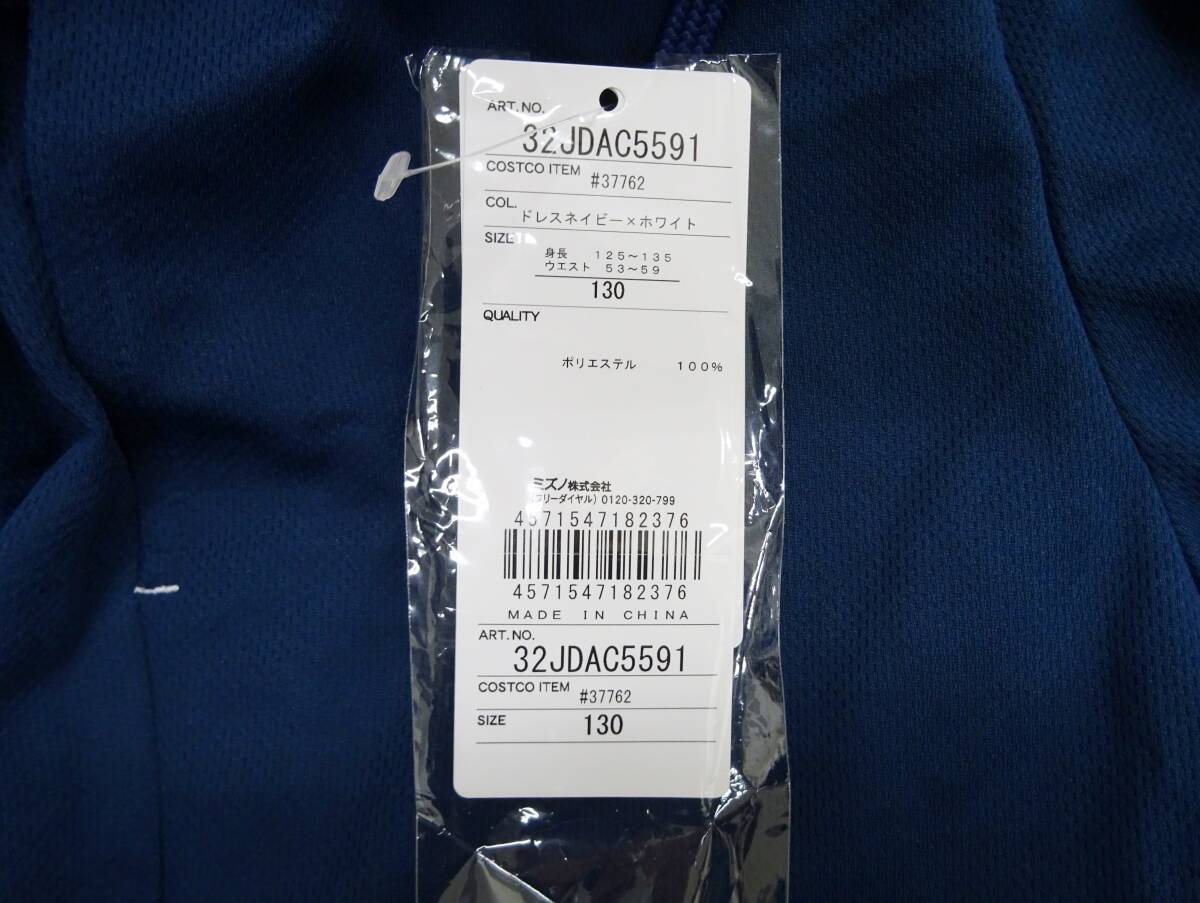 ART.NO.
32JDAC5591
COSTCO ITEM #37762
COL.
ドレスネイビー×ホワイト
SIZE
身長 125~135
ウエスト 53~59
130
QUALITY
ポリエステル 100%
ミズノ株式会社
(フリーダイヤル) 0120-320-799
4571547182376
4571547182376
MADE IN CHINA
ART.NO.
32JDAC5591
COSTCO ITEM #37762
SIZE 130